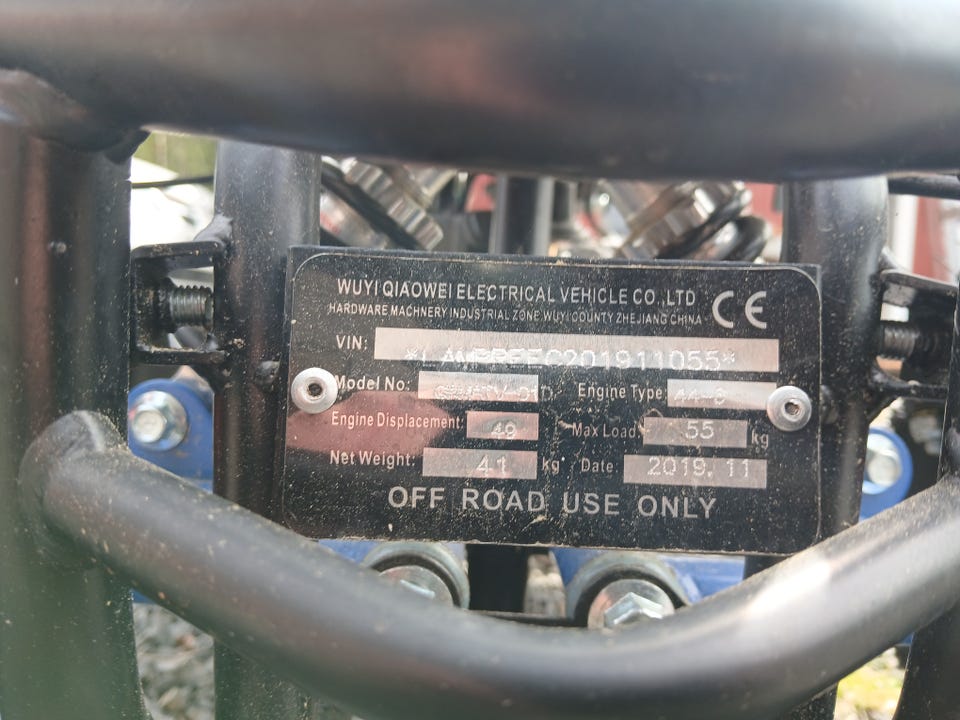 WUYI QIAOWEI ELECTRICAL VEHICLE CO.,LTD
HARDWARE MACHINERY INDUSTRIAL ZONE WUYI COUNTY ZHEJIANG CHINA
CE
VIN:
Model No: Engine Type: 44-6
Engine Displacement: 49 Max Load: 55 kg
Net Weight: 41 kg Date 2019.11
OFF ROAD USE ONLY